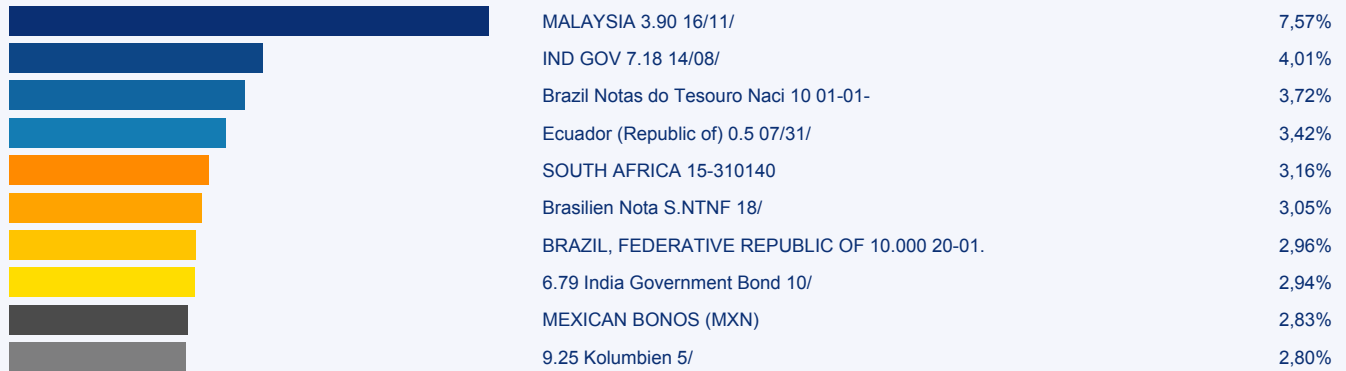 MALAYSIA 3.90 16/11/ 7,57%
IND GOV 7.18 14/08/ 4,01%
Brazil Notas do Tesouro Naci 10 01-01- 3,72%
Ecuador (Republic of) 0.5 07/31/ 3,42%
SOUTH AFRICA 15-310140 3,16%
Brasilien Nota S.NTNF 18/ 3,05%
BRAZIL, FEDERATIVE REPUBLIC OF 10.000 20-01. 2,96%
6.79 India Government Bond 10/ 2,94%
MEXICAN BONOS (MXN) 2,83%
9.25 Kolumbien 5/ 2,80%